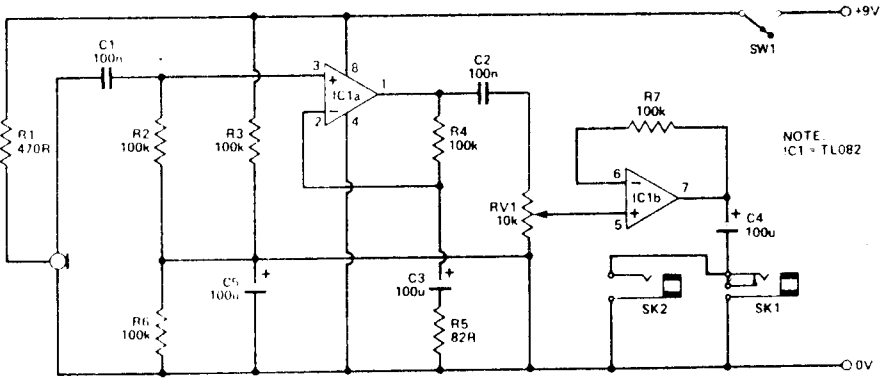 +9V
SW1
C1
100n
3
8
IC1a
1
2
4
C2
100n
R1
470R
R2
100k
R3
100k
R4
100k
R7
100k
NOTE.
IC1 = TL082
6
7
IC1b
5
RV1
10k
C4
100u
C5
100u
C3
100u
R6
100k
R5
82R
SK2
SK1
0V